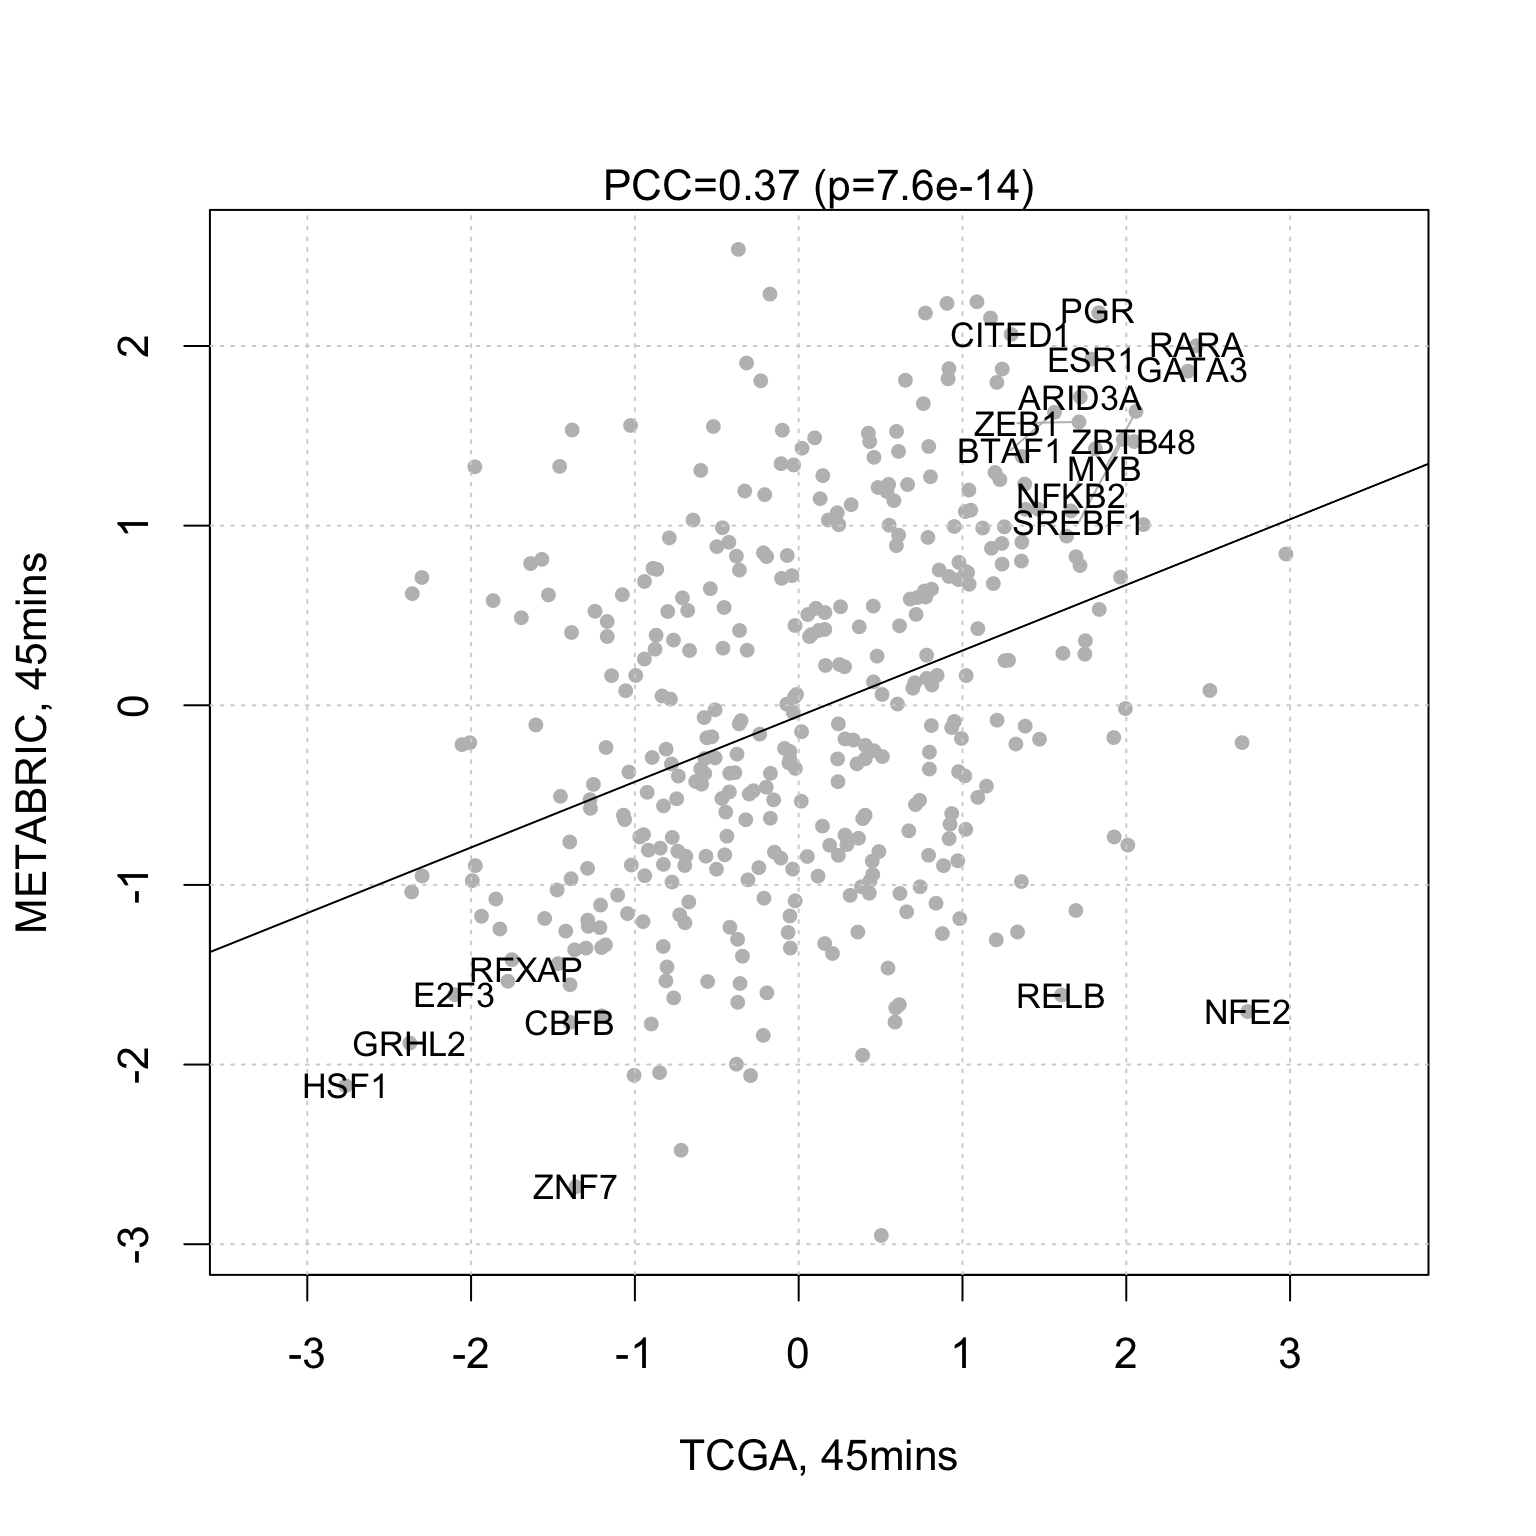 PCC=0.37 (p=7.6e-14)
METABRIC, 45mins
2
1
0
-1
-2
-3
PGR
CITED1
RARA
ESR1
GATA3
ARID3A
ZEB1
ZBTB48
BTAF1
MYB
NFKB2
SREBF1
RFXAP
E2F3
RELB
NFE2
CBFB
GRHL2
HSF1
ZNF7
-3 -2 -1 0 1 2 3
TCGA, 45mins